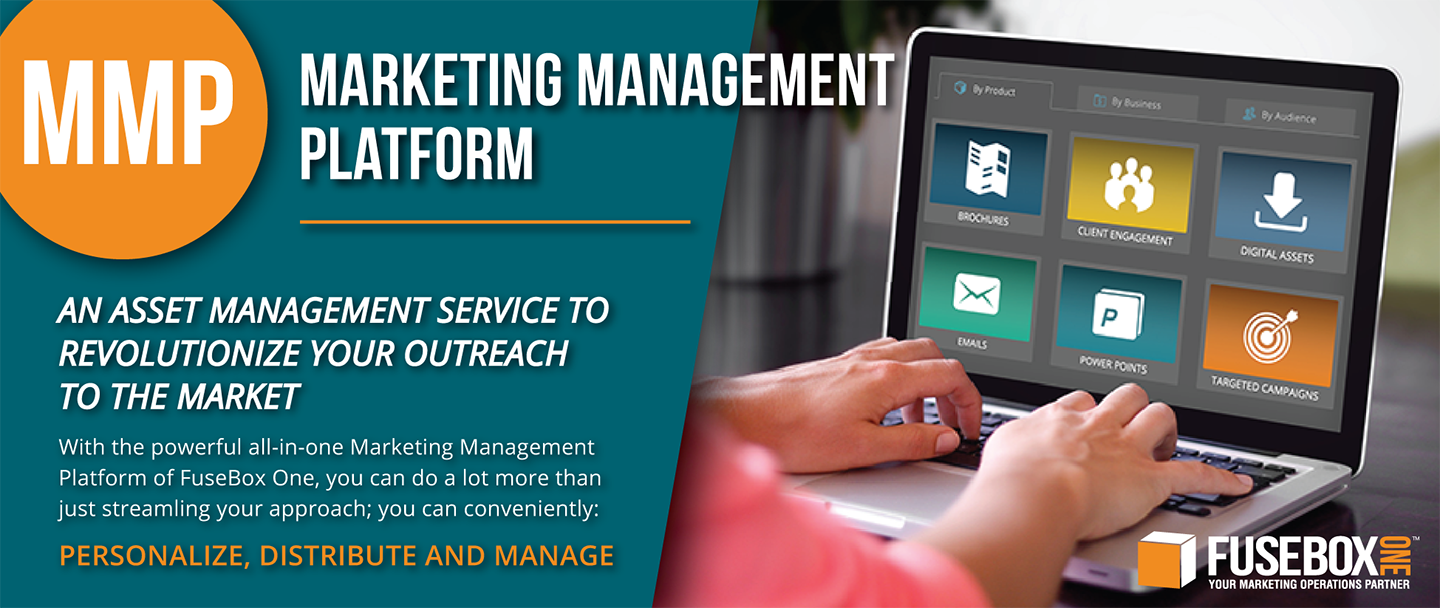 MMP
MARKETING MANAGEMENT
PLATFORM
AN ASSET MANAGEMENT SERVICE TO
REVOLUTIONIZE YOUR OUTREACH
TO THE MARKET
With the powerful all-in-one Marketing Management
Platform of FuseBox One, you can do a lot more than
just streamling your approach; you can conveniently:
PERSONALIZE, DISTRIBUTE AND MANAGE
By Product
By Business
By Audience
BROCHURES
CLIENT ENGAGEMENT
DIGITAL ASSETS
EMAILS
P
POWER POINTS
TARGETED CAMPAIGNS
FUSEBOX ONE™
YOUR MARKETING OPERATIONS PARTNER